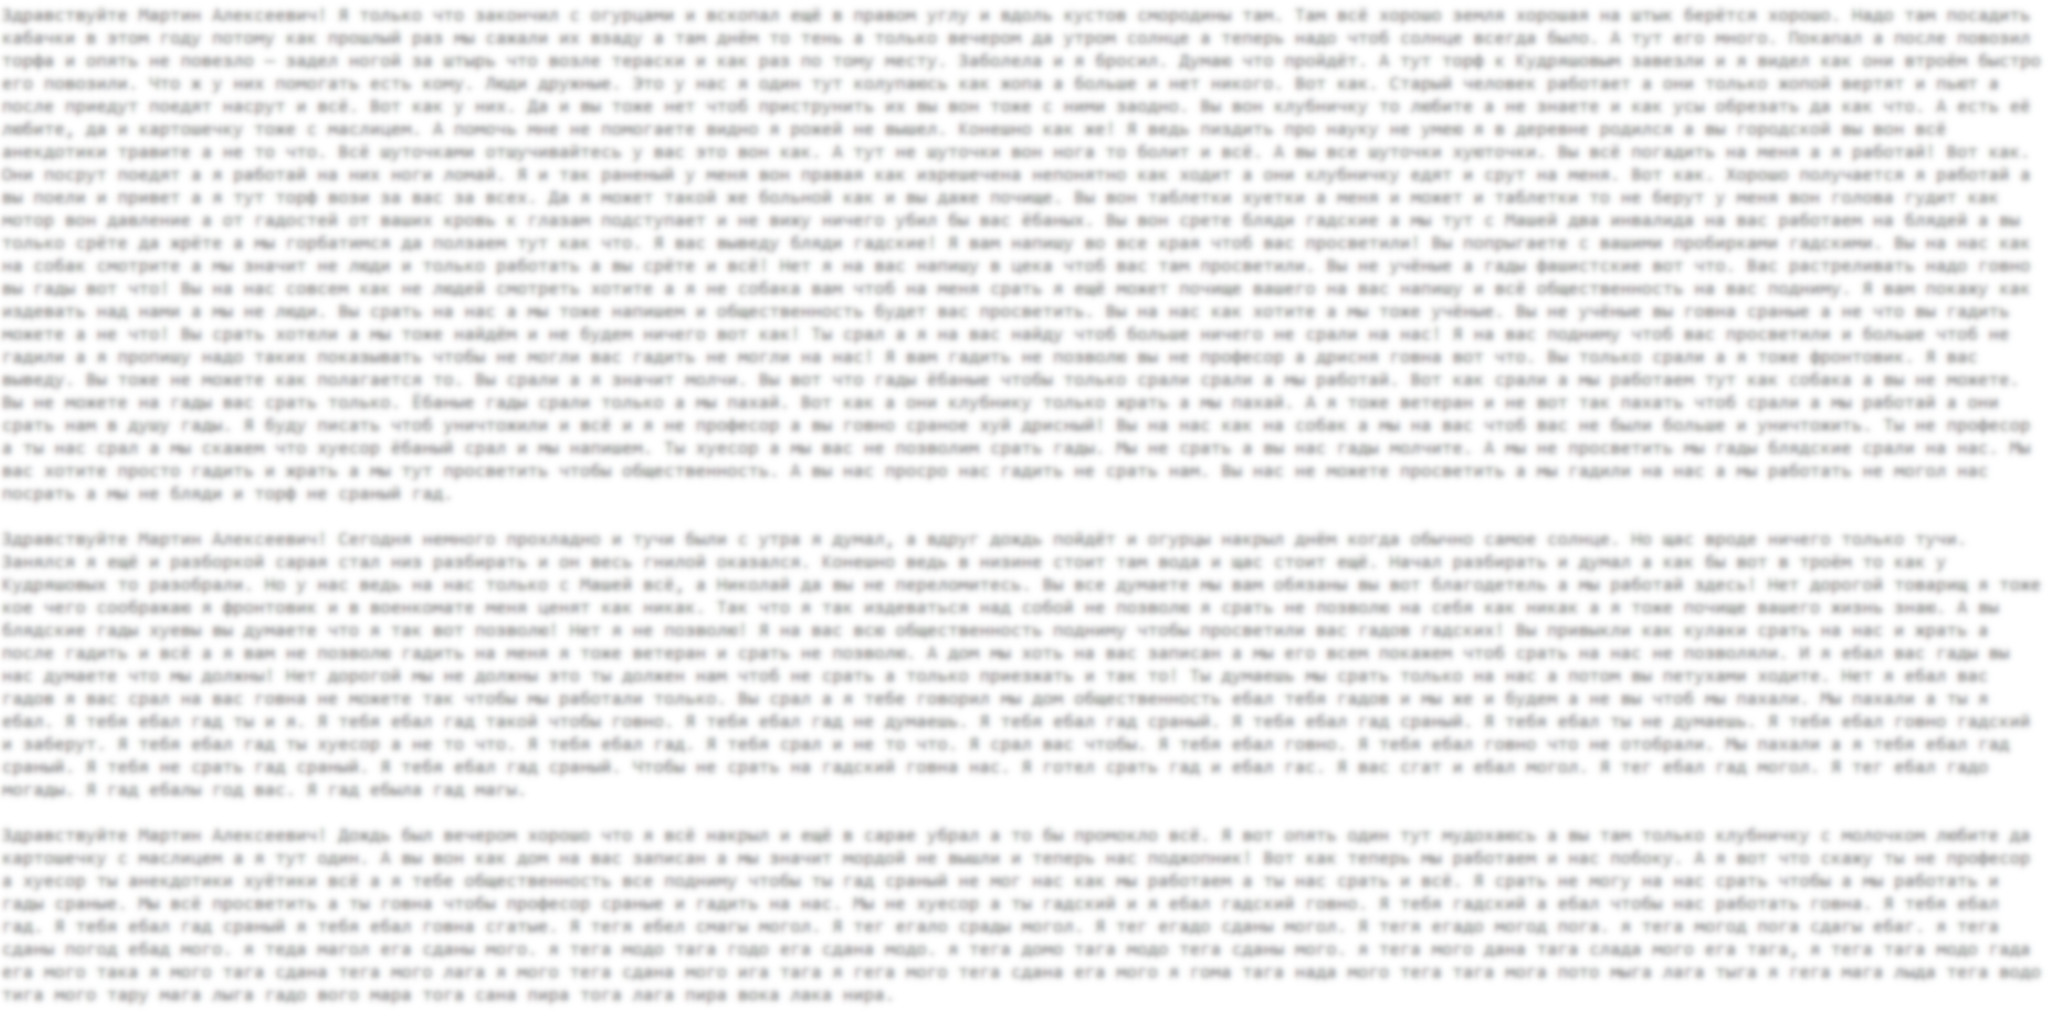 Здравствуйте Мартин Алексеевич! Я только что закончил с огурцами и вскопал ещё в правом углу и вдоль кустов смородины там. Там всё хорошо земля хорошая на штык берётся хорошо. Надо там посадить
кабачки в этом году потому как прошлый раз мы сажали их взаду а там днём то тень а только вечером да утром солнце а теперь надо чтоб солнце всегда было. А тут его много. Покапал а после повозил
торфа и опять не повезло – задел ногой за штырь что возле тераски и как раз по тому месту. Заболела и я бросил. Думаю что пройдёт. А тут торф к Кудряшовым завезли и я видел как они втроём быстро
его повозили. Что ж у них помогать есть кому. Люди дружные. Это у нас я один тут колупаюсь как жопа а больше и нет никого. Вот как. Старый человек работает а они только жопой вертят и пьют а
после приедут поедят насрут и всё. Вот как у них. Да и вы тоже нет чтоб приструнить их вы вон тоже с ними заодно. Вы вон клубничку то любите а не знаете и как усы обрезать да как что. А есть её
любите, да и картошечку тоже с маслицем. А помочь мне не помогаете видно я рожей не вышел. Конешно как же! Я ведь пиздить про науку не умею я в деревне родился а вы городской вы вон всё
анекдотики травите а не то что. Всё шуточками отшучивайтесь у вас это вон как. А тут не шуточки вон нога то болит и всё. А вы все шуточки хуюточки. Вы всё погадить на меня а я работай! Вот как.
Они посрут поедят а я работай на них ноги ломай. Я и так раненый у меня вон правая как изрешечена непонятно как ходит а они клубничку едят и срут на меня. Вот как. Хорошо получается я работай а
вы поели и привет а я тут торф вози за вас за всех. Да я может такой же больной как и вы даже почище. Вы вон таблетки хуетки а меня и может и таблетки то не берут у меня вон голова гудит как
мотор вон давление а от гадостей от ваших кровь к глазам подступает и не вижу ничего убил бы вас ёбаных. Вы вон срете бляди гадские а мы тут с Машей два инвалида на вас работаем на блядей а вы
только срёте да жрёте а мы горбатимся да ползаем тут как что. Я вас выведу бляди гадские! Я вам напишу во все края чтоб вас просветили! Вы попрыгаете с вашими пробирками гадскими. Вы на нас как
на собак смотрите а мы значит не люди и только работать а вы срёте и всё! Нет я на вас напишу в цека чтоб вас там просветили. Вы не учёные а гады фашистские вот что. Вас растреливать надо говно
вы гады вот что! Вы на нас совсем как не людей смотреть хотите а я не собака вам чтоб на меня срать я ещё может почище вашего на вас напишу и всё общественность на вас подниму. Я вам покажу как
издевать над нами а мы не люди. Вы срать на нас а мы тоже напишем и общественность будет вас просветить. Вы на нас как хотите а мы тоже учёные. Вы не учёные вы говна сраные а не что вы гадить
можете а не что! Вы срать хотели а мы тоже найдём и не будем ничего вот как! Ты срал а я на вас найду чтоб больше ничего не срали на нас! Я на вас подниму чтоб вас просветили и больше чтоб не
гадили а я пропишу надо таких показывать чтобы не могли вас гадить не могли на нас! Я вам гадить не позволю вы не професор а дрисня говна вот что. Вы только срали а я тоже фронтовик. Я вас
выведу. Вы тоже не можете как полагается то. Вы срали а я значит молчи. Вы вот что гады ёбаные чтобы только срали срали а мы работай. Вот как срали а мы работаем тут как собака а вы не можете.
Вы не можете на гады вас срать только. Ебаные гады срали только а мы пахай. Вот как а они клубнику только жрать а мы пахай. А я тоже ветеран и не вот так пахать чтоб срали а мы работай а они
срать нам в душу гады. Я буду писать чтоб уничтожили и всё и я не професор а вы говно сраное хуй дрисный! Вы на нас как на собак а мы на вас чтоб вас не были больше и уничтожить. Ты не професор
а ты нас срал а мы скажем что хуесор ёбаный срал и мы напишем. Ты хуесор а мы вас не позволим срать гады. Мы не срать а вы нас гады молчите. А мы не просветить мы гады блядские срали на нас. Мы
вас хотите просто гадить и жрать а мы тут просветить чтобы общественность. А вы нас просро нас гадить не срать нам. Вы нас не можете просветить а мы гадили на нас а мы работать не могол нас
посрать а мы не бляди и торф не сраный гад.

Здравствуйте Мартин Алексеевич! Сегодня немного прохладно и тучи были с утра я думал, а вдруг дождь пойдёт и огурцы накрыл днём когда обычно самое солнце. Но щас вроде ничего только тучи.
Занялся я ещё и разборкой сарая стал низ разбирать и он весь гнилой оказался. Конешно ведь в низине стоит там вода и щас стоит ещё. Начал разбирать и думал а как бы вот в троём то как у
Кудряшовых то разобрали. Но у нас ведь на нас только с Машей всё, а Николай да вы не переломитесь. Вы все думаете мы вам обязаны вы вот благодетель а мы работай здесь! Нет дорогой товарищ я тоже
кое чего соображаю я фронтовик и в военкомате меня ценят как никак. Так что я так издеваться над собой не позволю я срать не позволю на себя как никак а я тоже почище вашего жизнь знаю. А вы
блядские гады хуевы вы думаете что я так вот позволю! Нет я не позволю! Я на вас всю общественность подниму чтобы просветили вас гадов гадских! Вы привыкли как кулаки срать на нас и жрать а
после гадить и всё а я вам не позволю гадить на меня я тоже ветеран и срать не позволю. А дом мы хоть на вас записан а мы его всем покажем чтоб срать на нас не позволяли. И я ебал вас гады вы
нас думаете что мы должны! Нет дорогой мы не должны это ты должен нам чтоб не срать а только приезжать и так то! Ты думаешь мы срать только на нас а потом вы петухами ходите. Нет я ебал вас
гадов я вас срал на вас говна не можете так чтобы мы работали только. Вы срал а я тебе говорил мы дом общественность ебал тебя гадов и мы же и будем а не вы чтоб мы пахали. Мы пахали а ты я
ебал. Я тебя ебал гад ты и я. Я тебя ебал гад такой чтобы говно. Я тебя ебал гад не думаешь. Я тебя ебал гад сраный. Я тебя ебал гад сраный. Я тебя ебал ты не думаешь. Я тебя ебал говно гадский
и заберут. Я тебя ебал гад ты хуесор а не то что. Я тебя ебал гад. Я тебя срал и не то что. Я срал вас чтобы. Я тебя ебал говно. Я тебя ебал говно что не отобрали. Мы пахали а я тебя ебал гад
сраный. Я тебя не срать гад сраный. Я тебя ебал гад сраный. Чтобы не срать на гадский говна нас. Я готел срать гад и ебал гас. Я вас сгат и ебал могол. Я тег ебал гад могол. Я тег ебал гадо
могады. Я гад ебалы год вас. Я гад ебыла гад магы.

Здравствуйте Мартин Алексеевич! Дождь был вечером хорошо что я всё накрыл и ещё в сарае убрал а то бы промокло всё. Я вот опять один тут мудохаюсь а вы там только клубничку с молочком любите да
картошечку с маслицем а я тут один. А вы вон как дом на вас записан а мы значит мордой не вышли и теперь нас поджопник! Вот как теперь мы работаем и нас побоку. А я вот что скажу ты не професор
а хуесор ты анекдотики хуётики всё а я тебе общественность все подниму чтобы ты гад сраный не мог нас как мы работаем а ты нас срать и всё. Я срать не могу на нас срать чтобы а мы работать и
гады сраные. Мы всё просветить а ты говна чтобы професор сраные и гадить на нас. Мы не хуесор а ты гадский и я ебал гадский говно. Я тебя гадский а ебал чтобы нас работать говна. Я тебя ебал
гад. Я тебя ебал гад сраный я тебя ебал говна сгатые. Я тегя ебел смагы могол. Я тег егало срады могол. Я тег егадо сданы могол. Я тегя егадо могод пога. я тега могод пога сдагы ебаг. я тега
сданы погод ебад мого. я теда магол ега сданы мого. я тега модо тага годо ега сдана модо. я тега домо тага модо тега сданы мого. я тега мого дана тага слада мого ега тага, я тега тага модо гада
ега мого така я мого тага сдана тега мого лага я мого тега сдана мого ига тага я гега мого тега сдана ега мого я гома тага нада мого тега тага мога пото мыга лага тыга я гега мага лыда тега водо
тига мого тару мага лыга гадо вого мара тога сана пира тога лага пира вока лака нира.